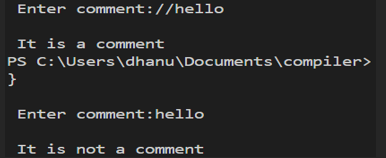 Enter comment://hello
It is a comment
PS C:\Users\dhanu\Documents\compiler>
}
Enter comment:hello
It is not a comment